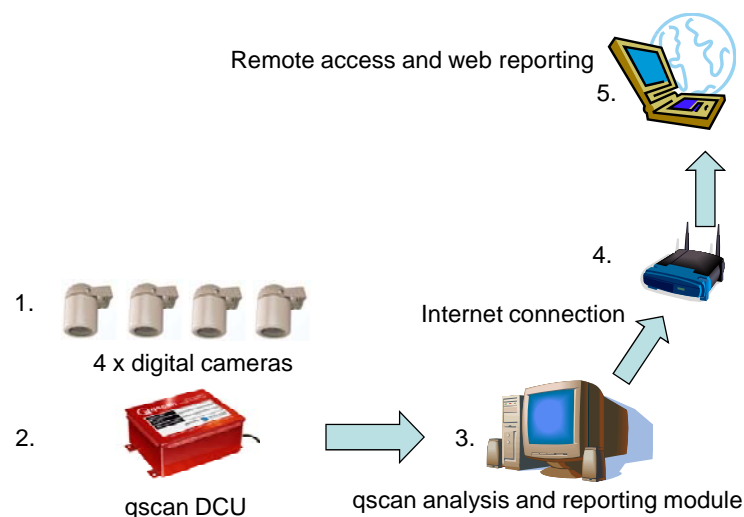 Remote access and web reporting
5.
4.
1.
Internet connection
4 x digital cameras
2.
3.
qscan DCU
qscan analysis and reporting module